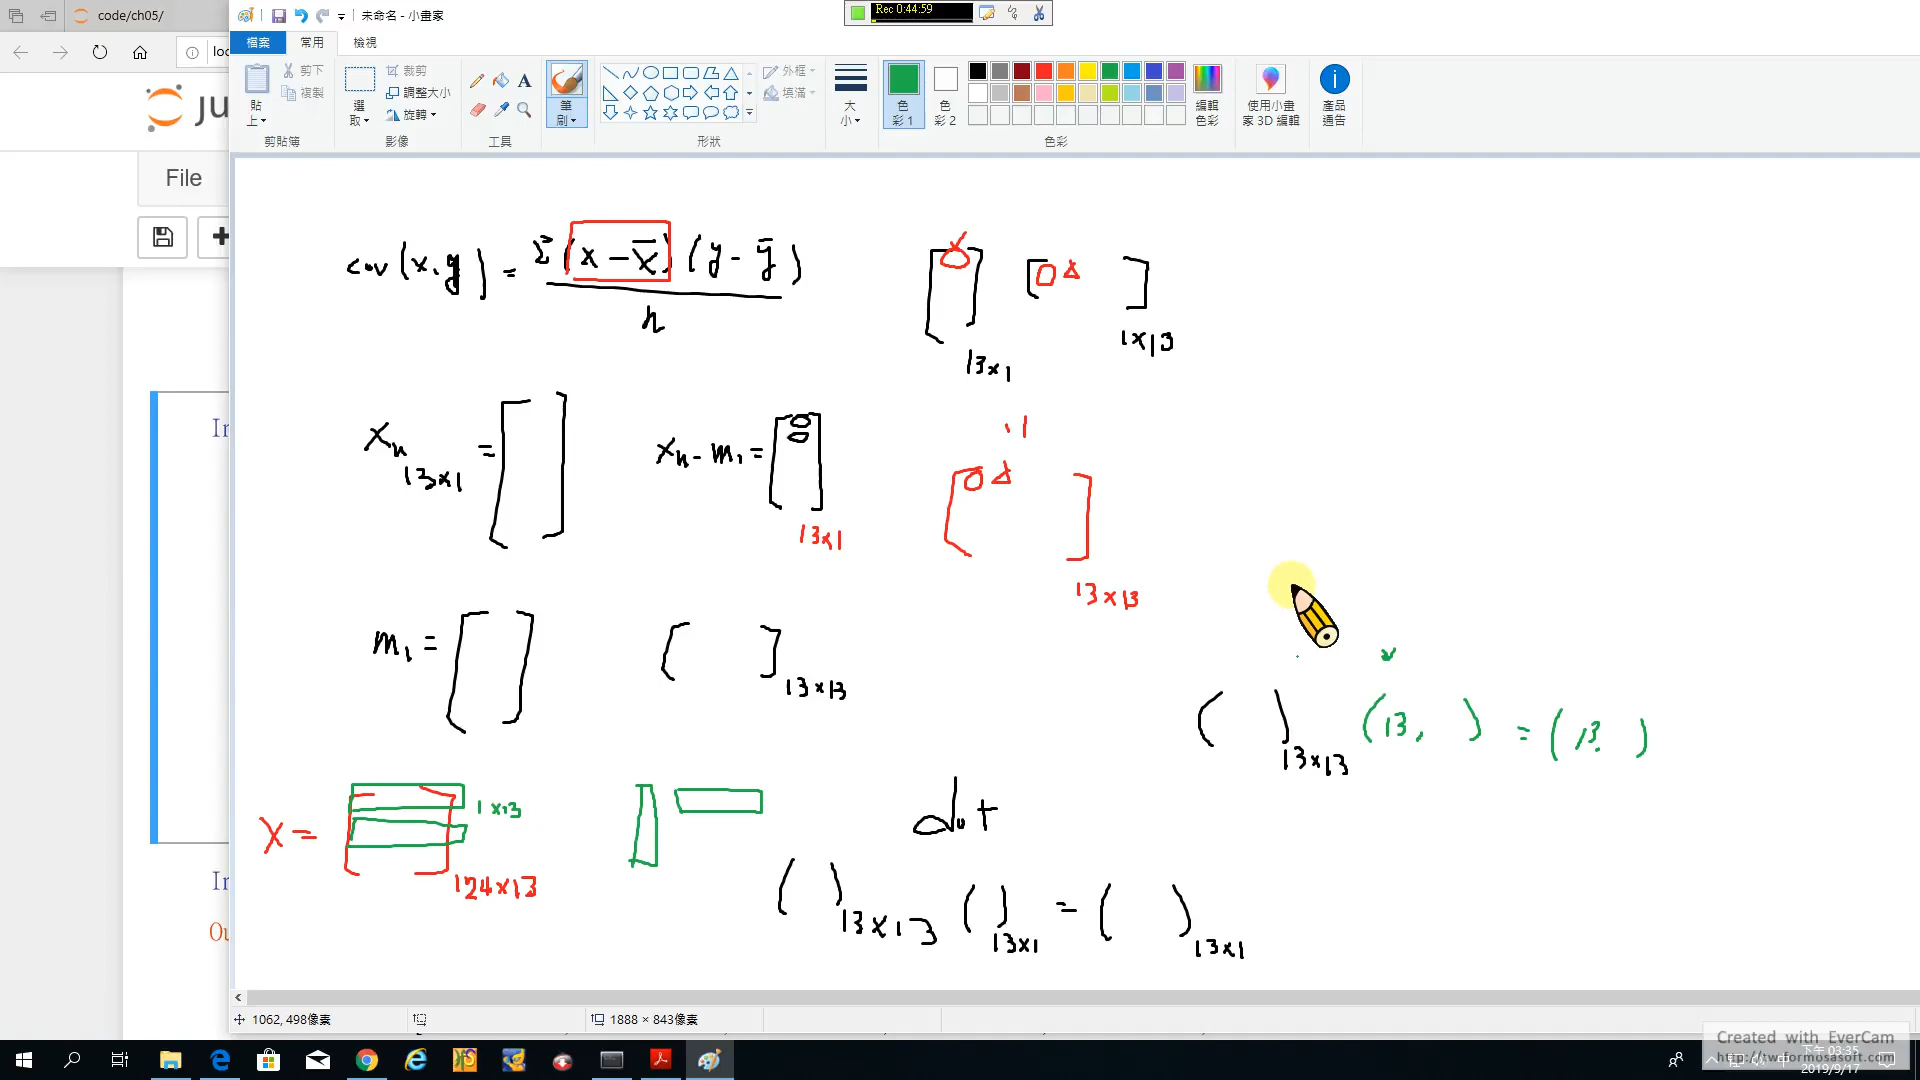 code/ch05/
未命名 - 小畫家
Rec 0:44:59
檔案 常用 檢視
貼上 剪下 複製 剪貼簿
選取 裁剪 調整大小 旋轉 影像
工具
筆刷
形狀 外框 填滿
大小
色彩 1
色彩 2
編輯色彩
色彩
使用小畫家 3D 編輯
產品通告
File
cov(x, y) = Σ(x - x̄)(y - ȳ) / n
13x1
1x13
Xn 13x1 =
Xn - m1 =
13x1
13x13
m1 =
13x13
13x13 (13, ) = (13, )
X =
1x13
124x13
dot
( )13x13 ( )13x1 = ( )13x1
1062, 498像素
1888 × 843像素
Created with EverCam
http://tw.formosasoft.com
下午 03:35
2019/9/17